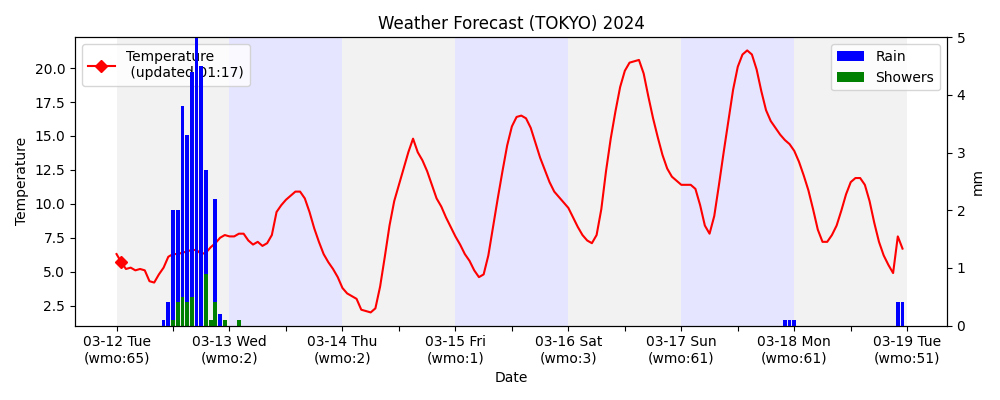 Weather Forecast (TOKYO) 2024
Temperature
(updated 01:17)
Rain
Showers
20.0
17.5
15.0
12.5
10.0
7.5
5.0
2.5
Temperature
5
4
3
2
1
0
mm
03-12 Tue
(wmo:65)
03-13 Wed
(wmo:2)
03-14 Thu
(wmo:2)
03-15 Fri
(wmo:1)
03-16 Sat
(wmo:3)
03-17 Sun
(wmo:61)
03-18 Mon
(wmo:61)
03-19 Tue
(wmo:51)
Date